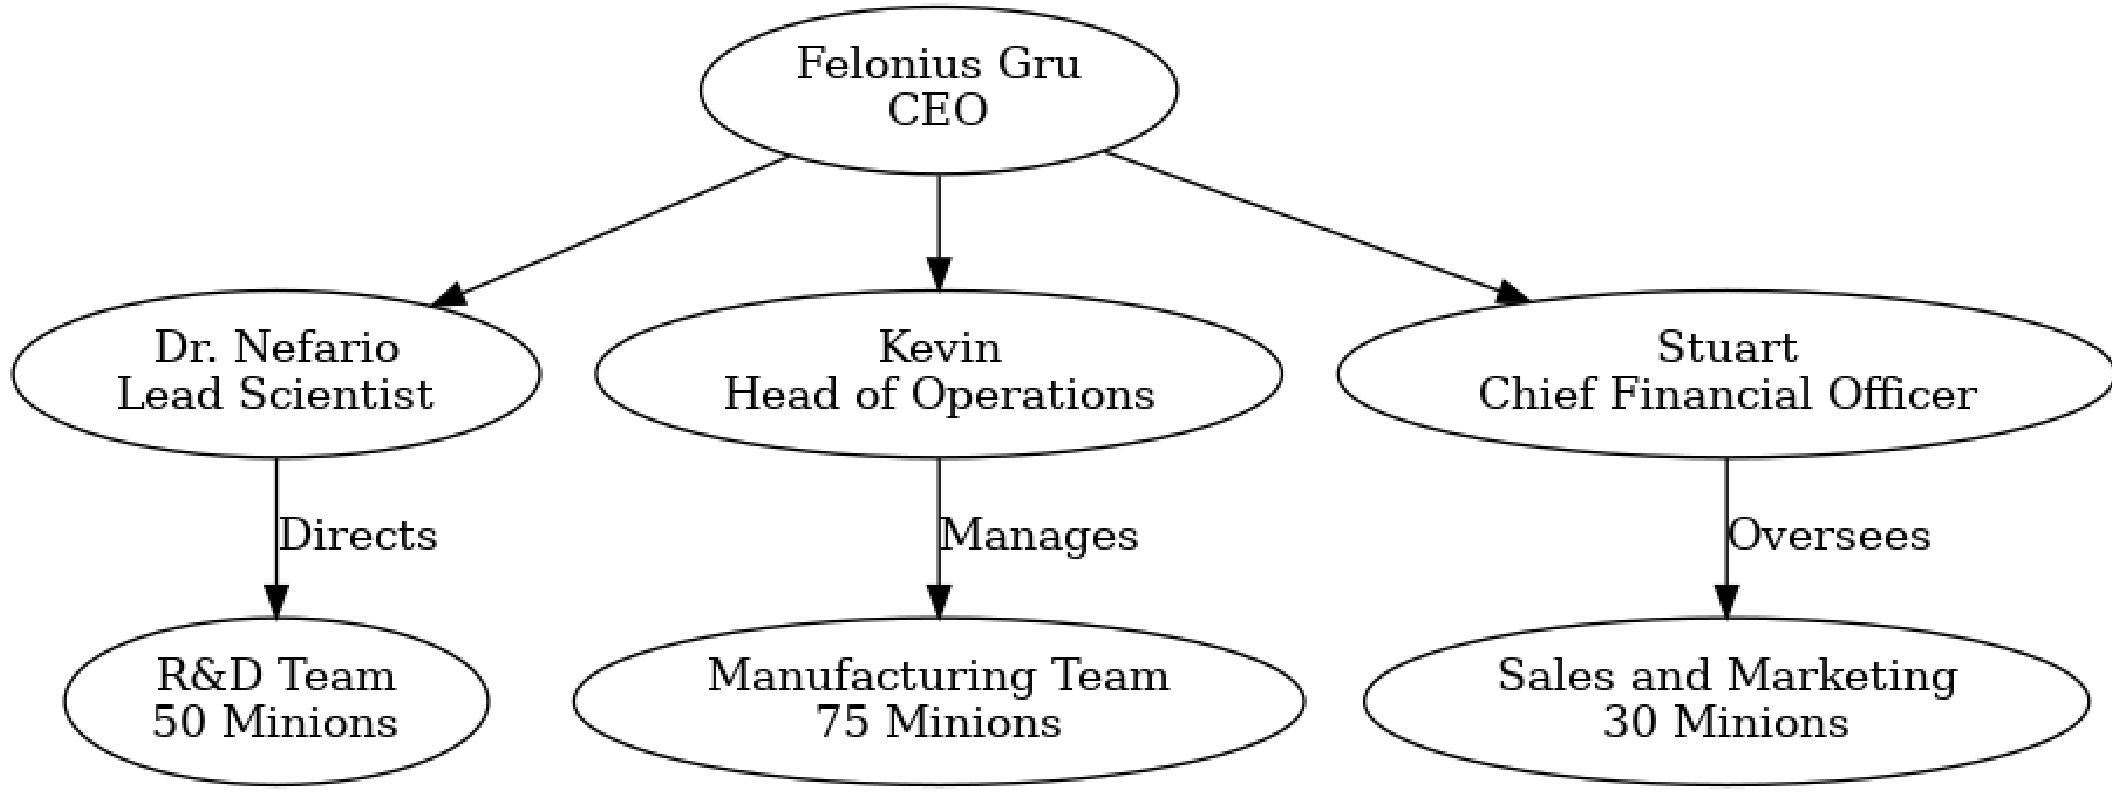 Felonius Gru
CEO
Dr. Nefario
Lead Scientist
Kevin
Head of Operations
Stuart
Chief Financial Officer
Directs
Manages
Oversees
R&D Team
50 Minions
Manufacturing Team
75 Minions
Sales and Marketing
30 Minions